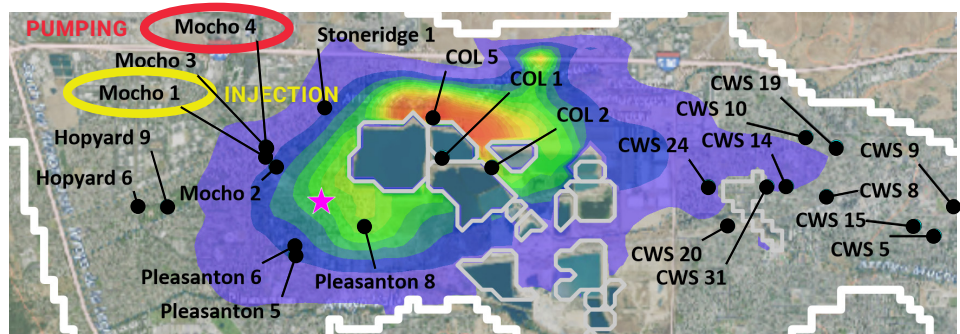 PUMPING
Mocho 4
Stoneridge 1
Mocho 3
COL 5
CWS 19
Mocho 1
INJECTION
COL 1
CWS 10
Hopyard 9
COL 2
CWS 24
CWS 14
CWS 9
Hopyard 6
Mocho 2
CWS 8
CWS 15
CWS 5
CWS 20
CWS 31
Pleasanton 6
Pleasanton 8
Pleasanton 5